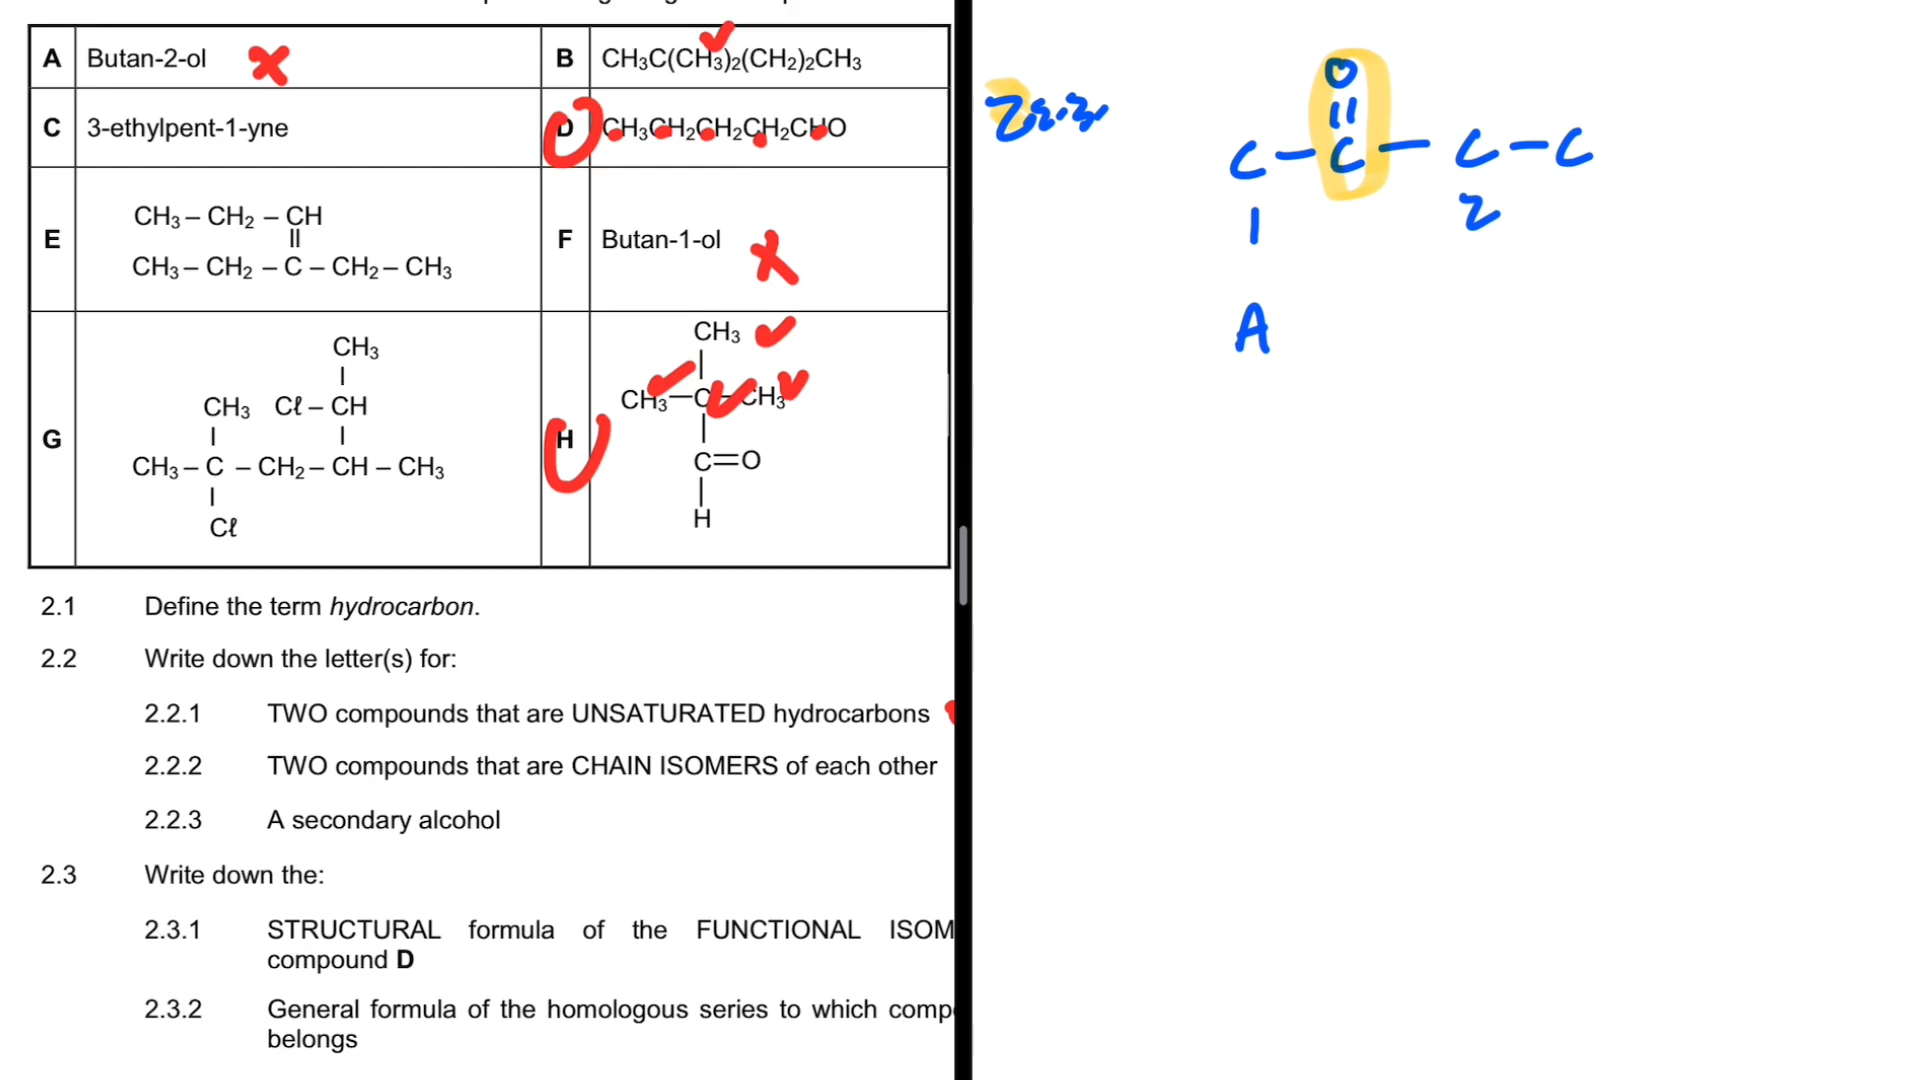 A Butan-2-ol B CH₃C(CH₃)₂(CH₂)₂CH₃
C 3-ethylpent-1-yne D CH₃CH₂CH₂CH₂CHO
E
CH₃ – CH₂ – CH
||
CH₃ – CH₂ – C – CH₂ – CH₃
F Butan-1-ol
G
CH₃
|
CH₃ Cℓ – CH
| |
CH₃ – C – CH₂ – CH – CH₃
|
Cℓ
H
CH₃
|
CH₃—C—CH₃
|
C=O
|
H
2.1 Define the term hydrocarbon.
2.2 Write down the letter(s) for:
2.2.1 TWO compounds that are UNSATURATED hydrocarbons
2.2.2 TWO compounds that are CHAIN ISOMERS of each other
2.2.3 A secondary alcohol
2.3 Write down the:
2.3.1 STRUCTURAL formula of the FUNCTIONAL ISOM
compound D
2.3.2 General formula of the homologous series to which comp
belongs
O
||
C – C – C – C
| 2
A